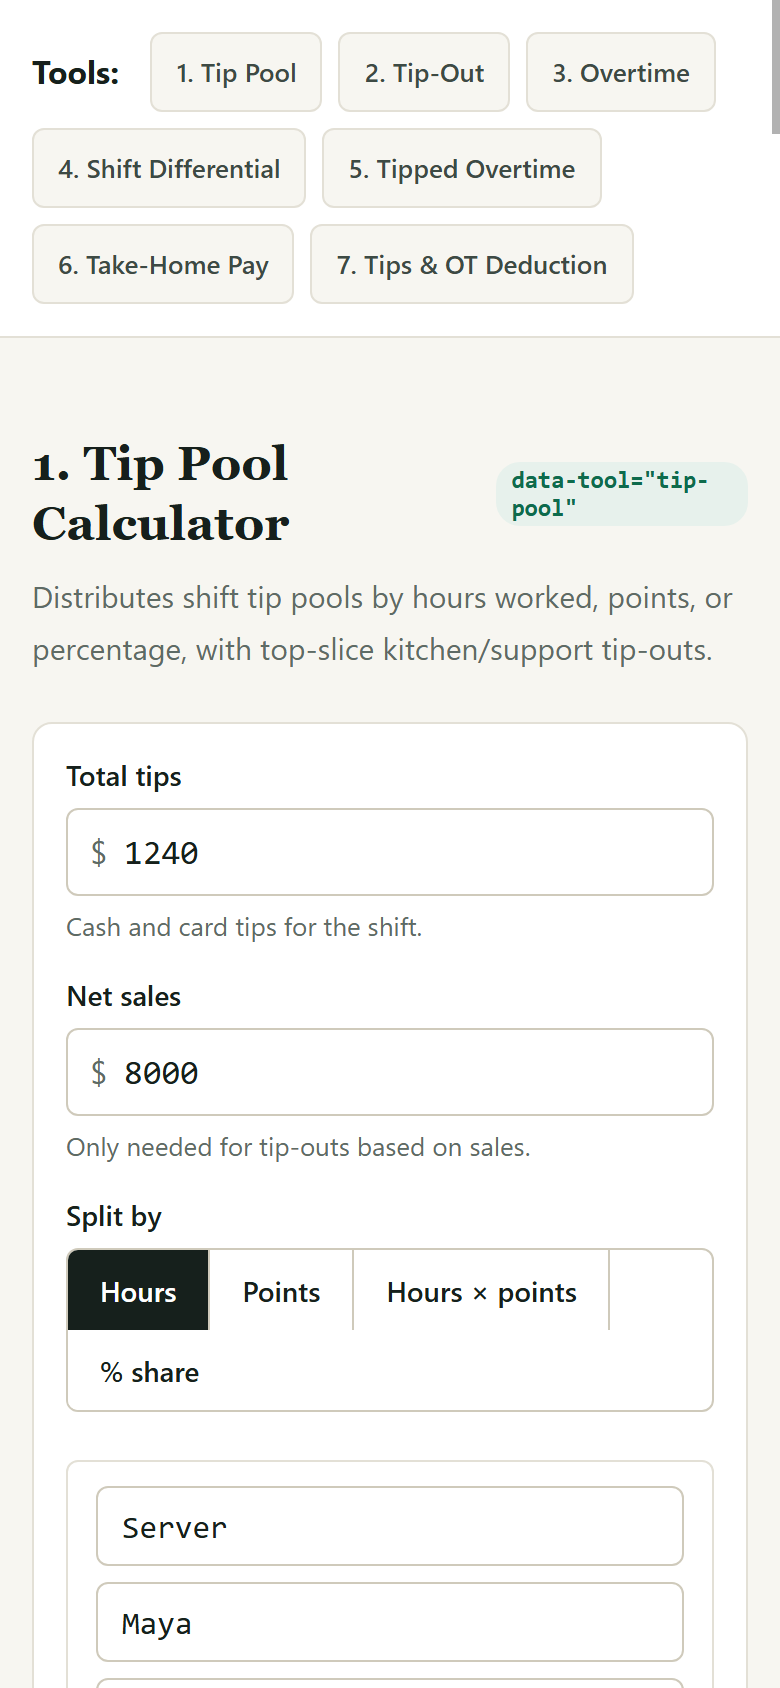 Tools:
1. Tip Pool
2. Tip-Out
3. Overtime
4. Shift Differential
5. Tipped Overtime
6. Take-Home Pay
7. Tips & OT Deduction
1. Tip Pool
Calculator
data-tool="tip-
pool"
Distributes shift tip pools by hours worked, points, or
percentage, with top-slice kitchen/support tip-outs.
Total tips
$ 1240
Cash and card tips for the shift.
Net sales
$ 8000
Only needed for tip-outs based on sales.
Split by
Hours
Points
Hours × points
% share
Server
Maya